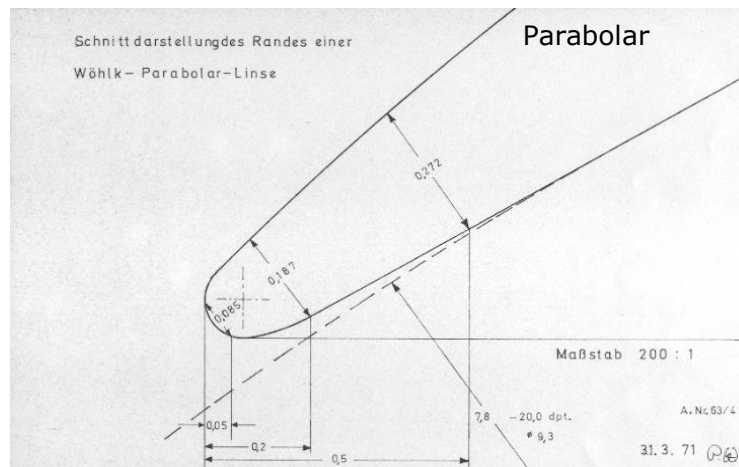 Schnittdarstellungdes Randes einer
Wöhlk-Parabolar-Linse
Parabolar
0,272
0,187
0,085
Maßstab 200 : 1
0,05
7,8 -20,0 dpt.
A. Nr. 63/4
0,2
ø 9,3
0,5
31.3. 71